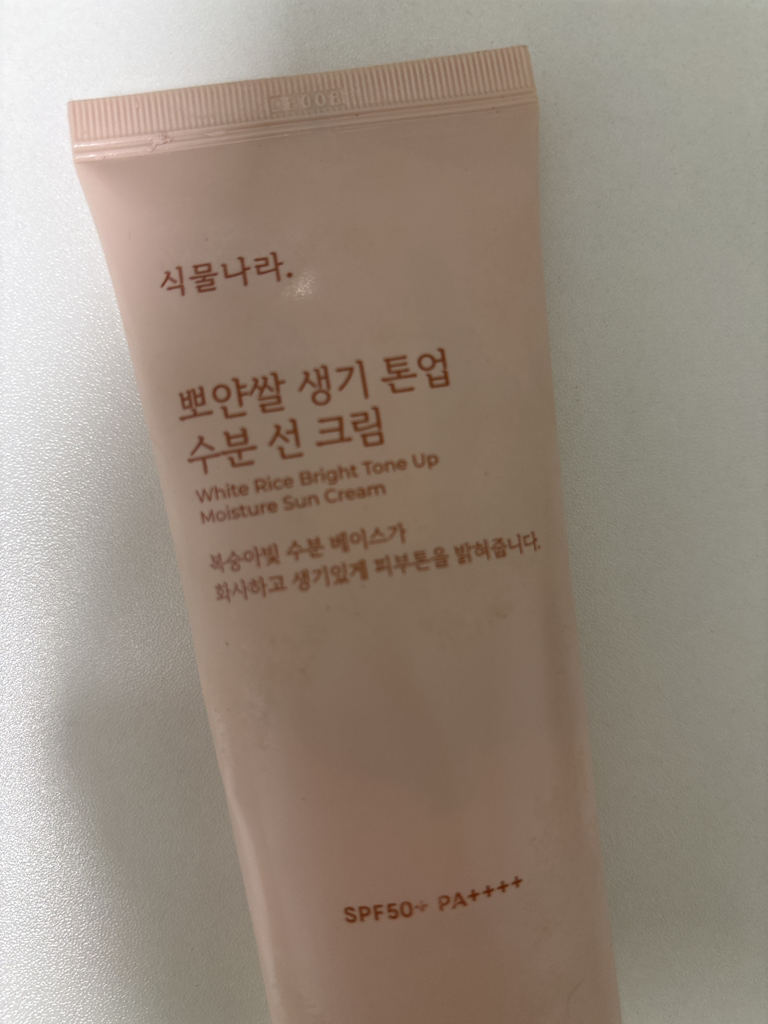 식물나라.
뽀얀쌀 생기 톤업
수분 선 크림
White Rice Bright Tone Up
Moisture Sun Cream
복숭아빛 수분 베이스가
화사하고 생기있게 피부톤을 밝혀줍니다.
SPF50+ PA++++